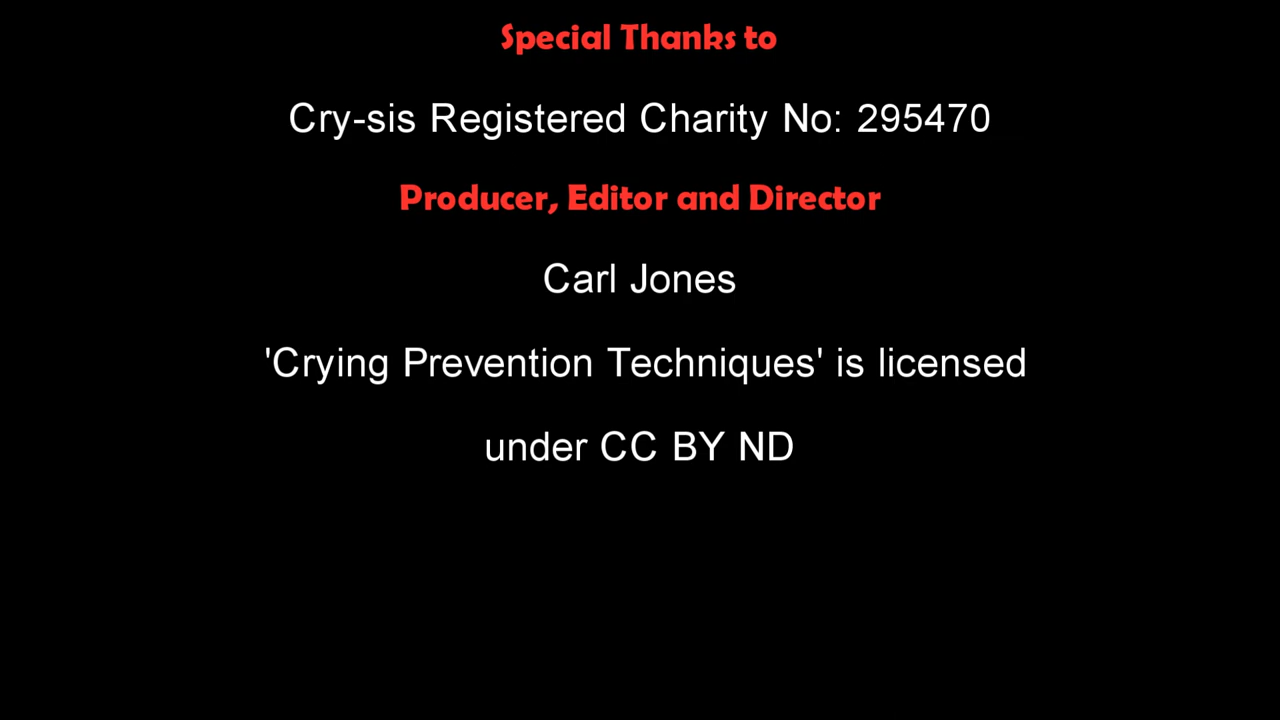 Special Thanks to
Cry-sis Registered Charity No: 295470
Producer, Editor and Director
Carl Jones
'Crying Prevention Techniques' is licensed
under CC BY ND